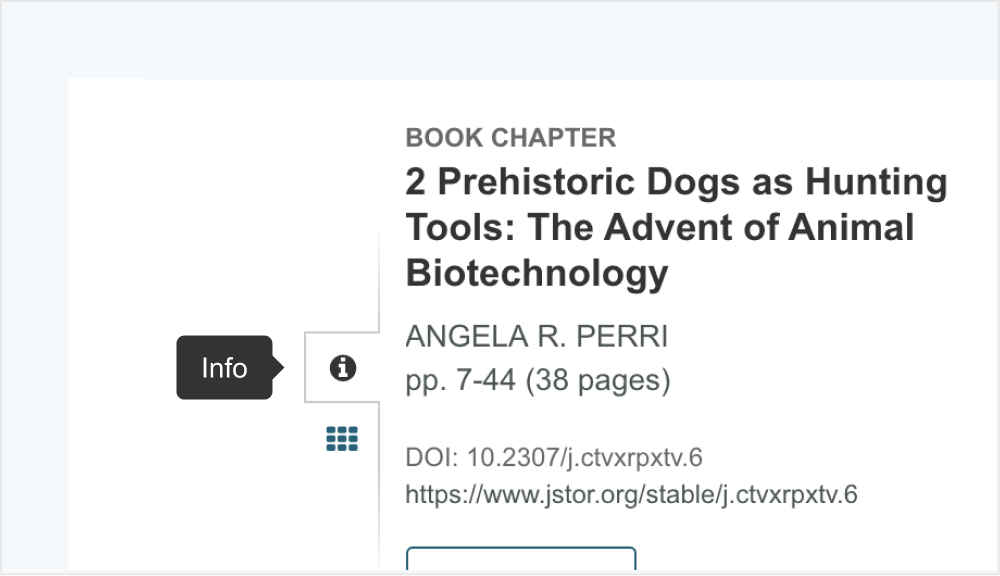 BOOK CHAPTER
2 Prehistoric Dogs as Hunting
Tools: The Advent of Animal
Biotechnology
ANGELA R. PERRI
Info
pp. 7-44 (38 pages)
DOI: 10.2307/j.ctvxrpxtv.6
https://www.jstor.org/stable/j.ctvxrpxtv.6